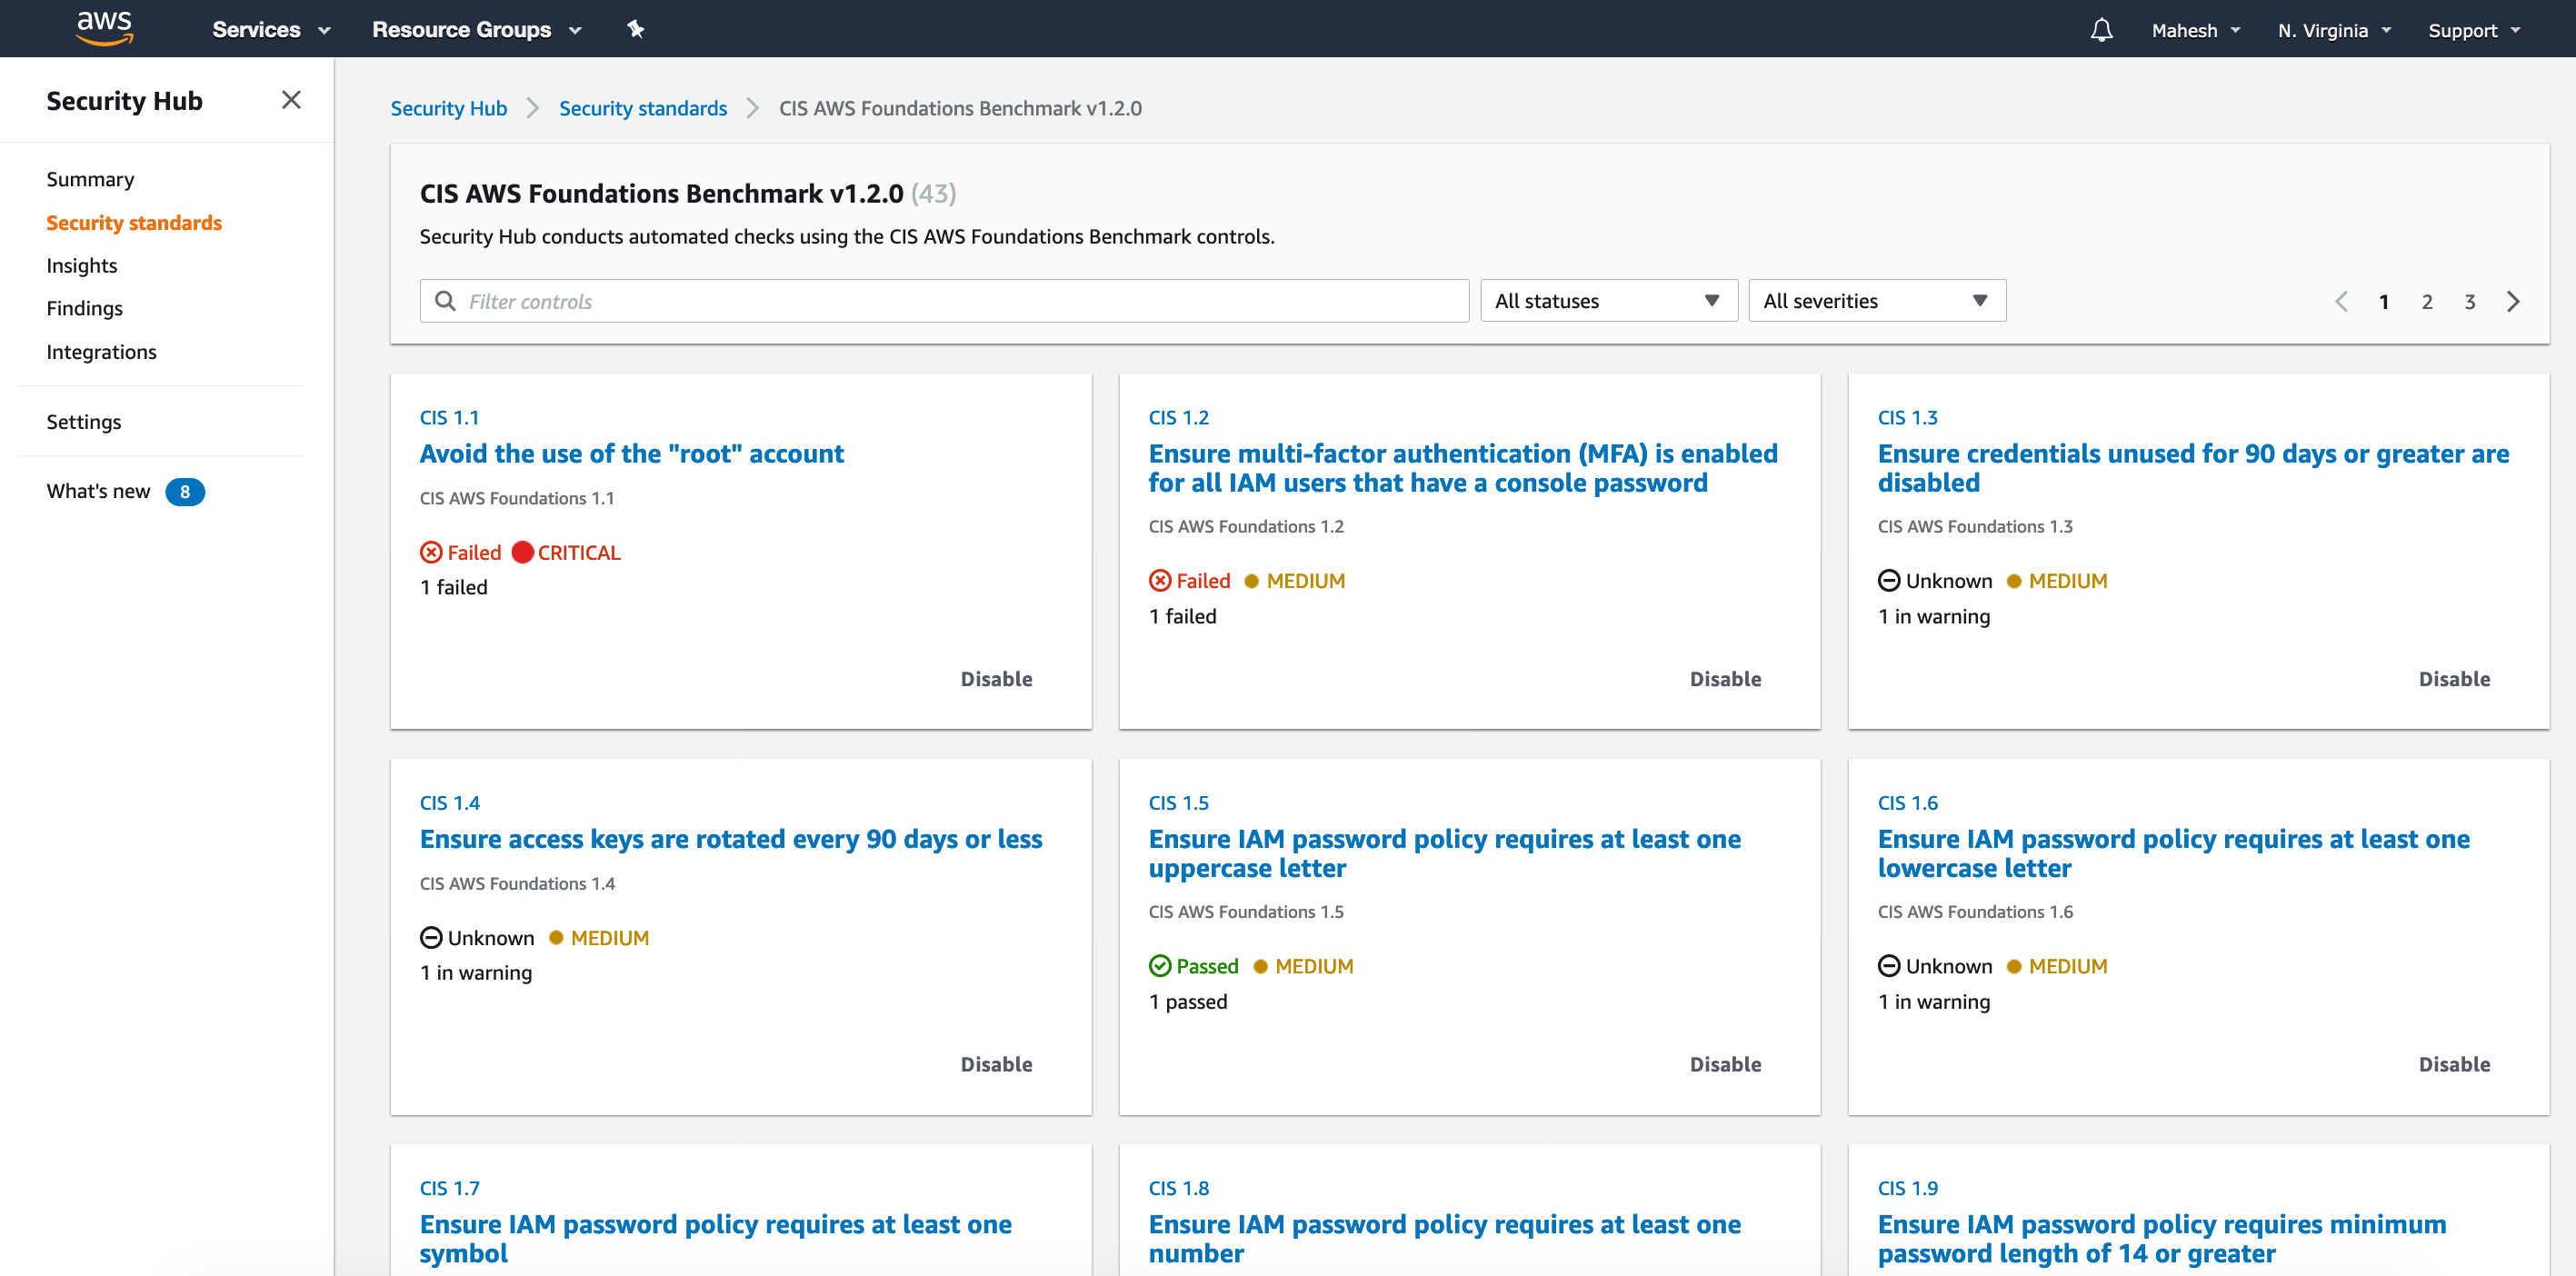 aws
Services
Resource Groups
Mahesh
N. Virginia
Support
Security Hub
Summary
Security standards
Insights
Findings
Integrations
Settings
What's new 8
Security Hub
Security standards
CIS AWS Foundations Benchmark v1.2.0
CIS AWS Foundations Benchmark v1.2.0 (43)
Security Hub conducts automated checks using the CIS AWS Foundations Benchmark controls.
Filter controls
All statuses
All severities
1 2 3
CIS 1.1
Avoid the use of the "root" account
CIS AWS Foundations 1.1
Failed CRITICAL
1 failed
Disable
CIS 1.2
Ensure multi-factor authentication (MFA) is enabled
for all IAM users that have a console password
CIS AWS Foundations 1.2
Failed MEDIUM
1 failed
Disable
CIS 1.3
Ensure credentials unused for 90 days or greater are
disabled
CIS AWS Foundations 1.3
Unknown MEDIUM
1 in warning
Disable
CIS 1.4
Ensure access keys are rotated every 90 days or less
CIS AWS Foundations 1.4
Unknown MEDIUM
1 in warning
Disable
CIS 1.5
Ensure IAM password policy requires at least one
uppercase letter
CIS AWS Foundations 1.5
Passed MEDIUM
1 passed
Disable
CIS 1.6
Ensure IAM password policy requires at least one
lowercase letter
CIS AWS Foundations 1.6
Unknown MEDIUM
1 in warning
Disable
CIS 1.7
Ensure IAM password policy requires at least one
symbol
CIS 1.8
Ensure IAM password policy requires at least one
number
CIS 1.9
Ensure IAM password policy requires minimum
password length of 14 or greater